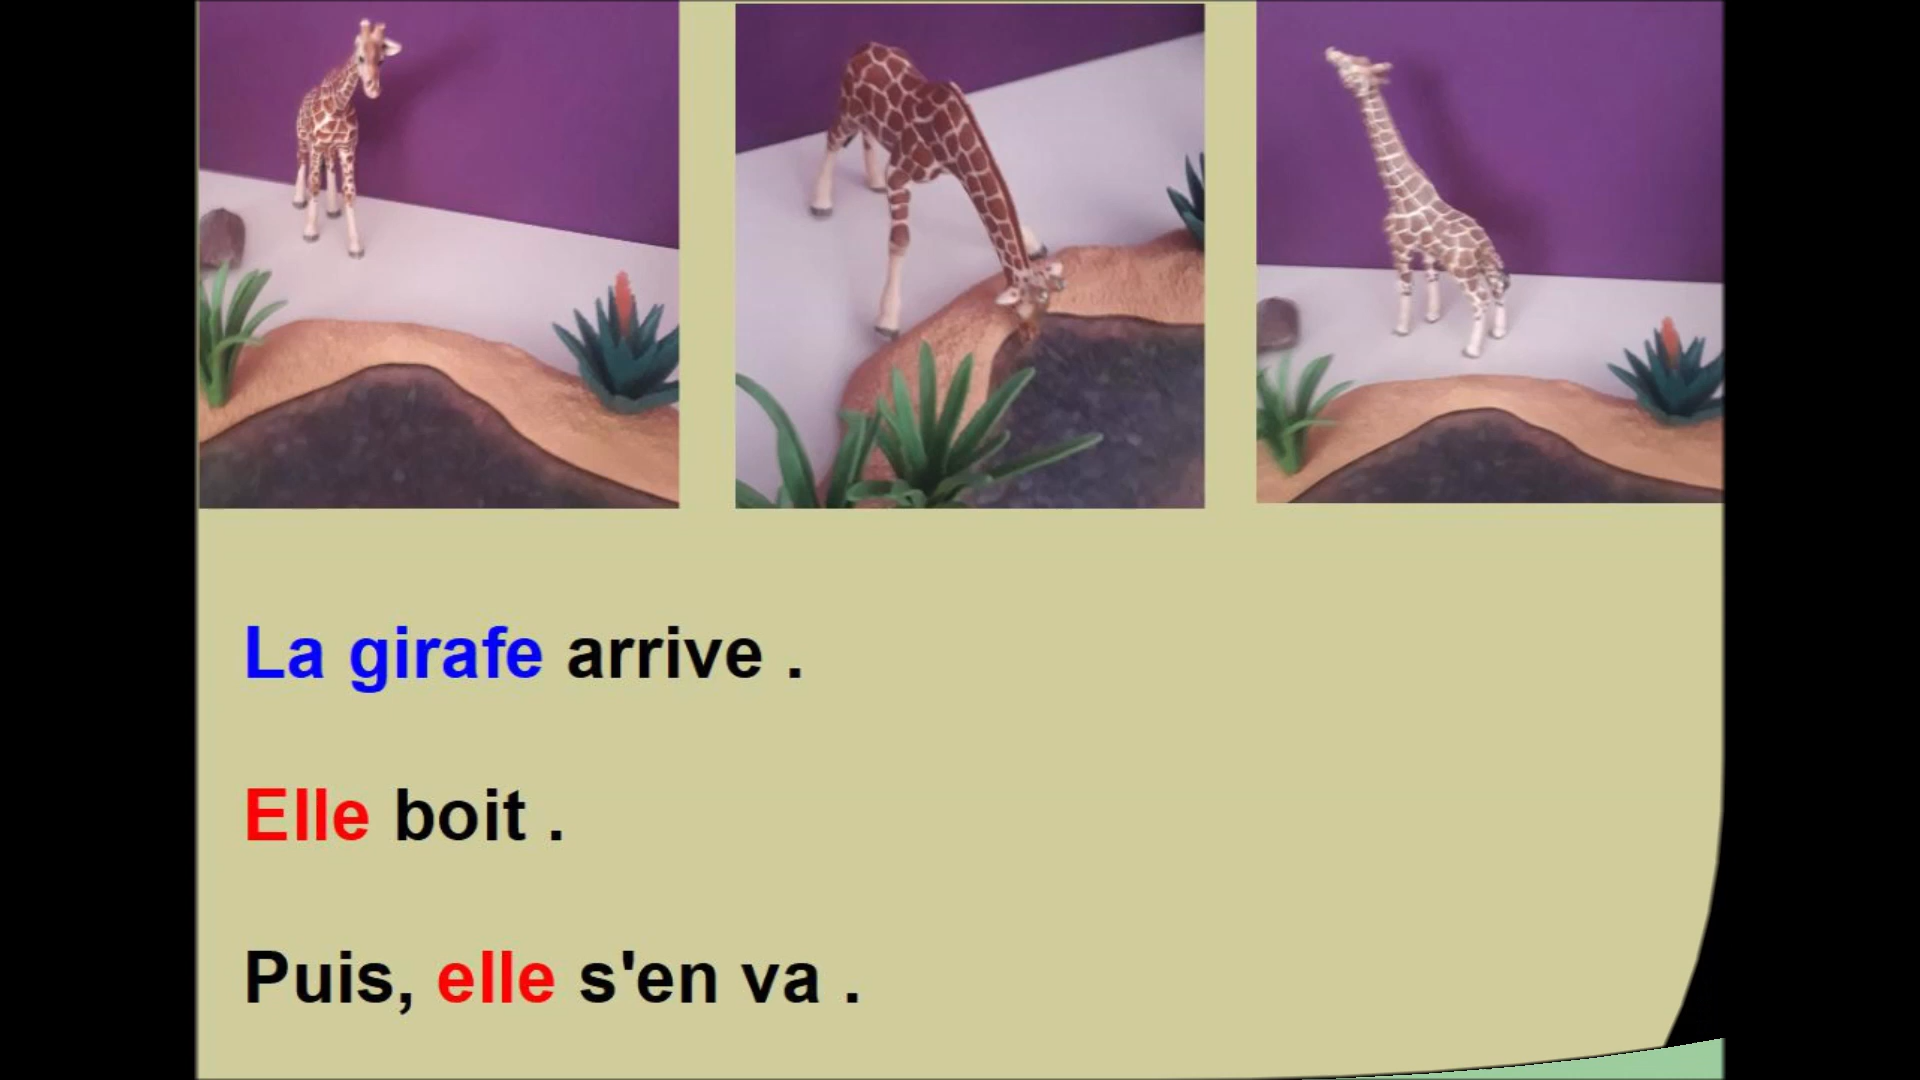 La girafe arrive .
Elle boit .
Puis, elle s'en va .